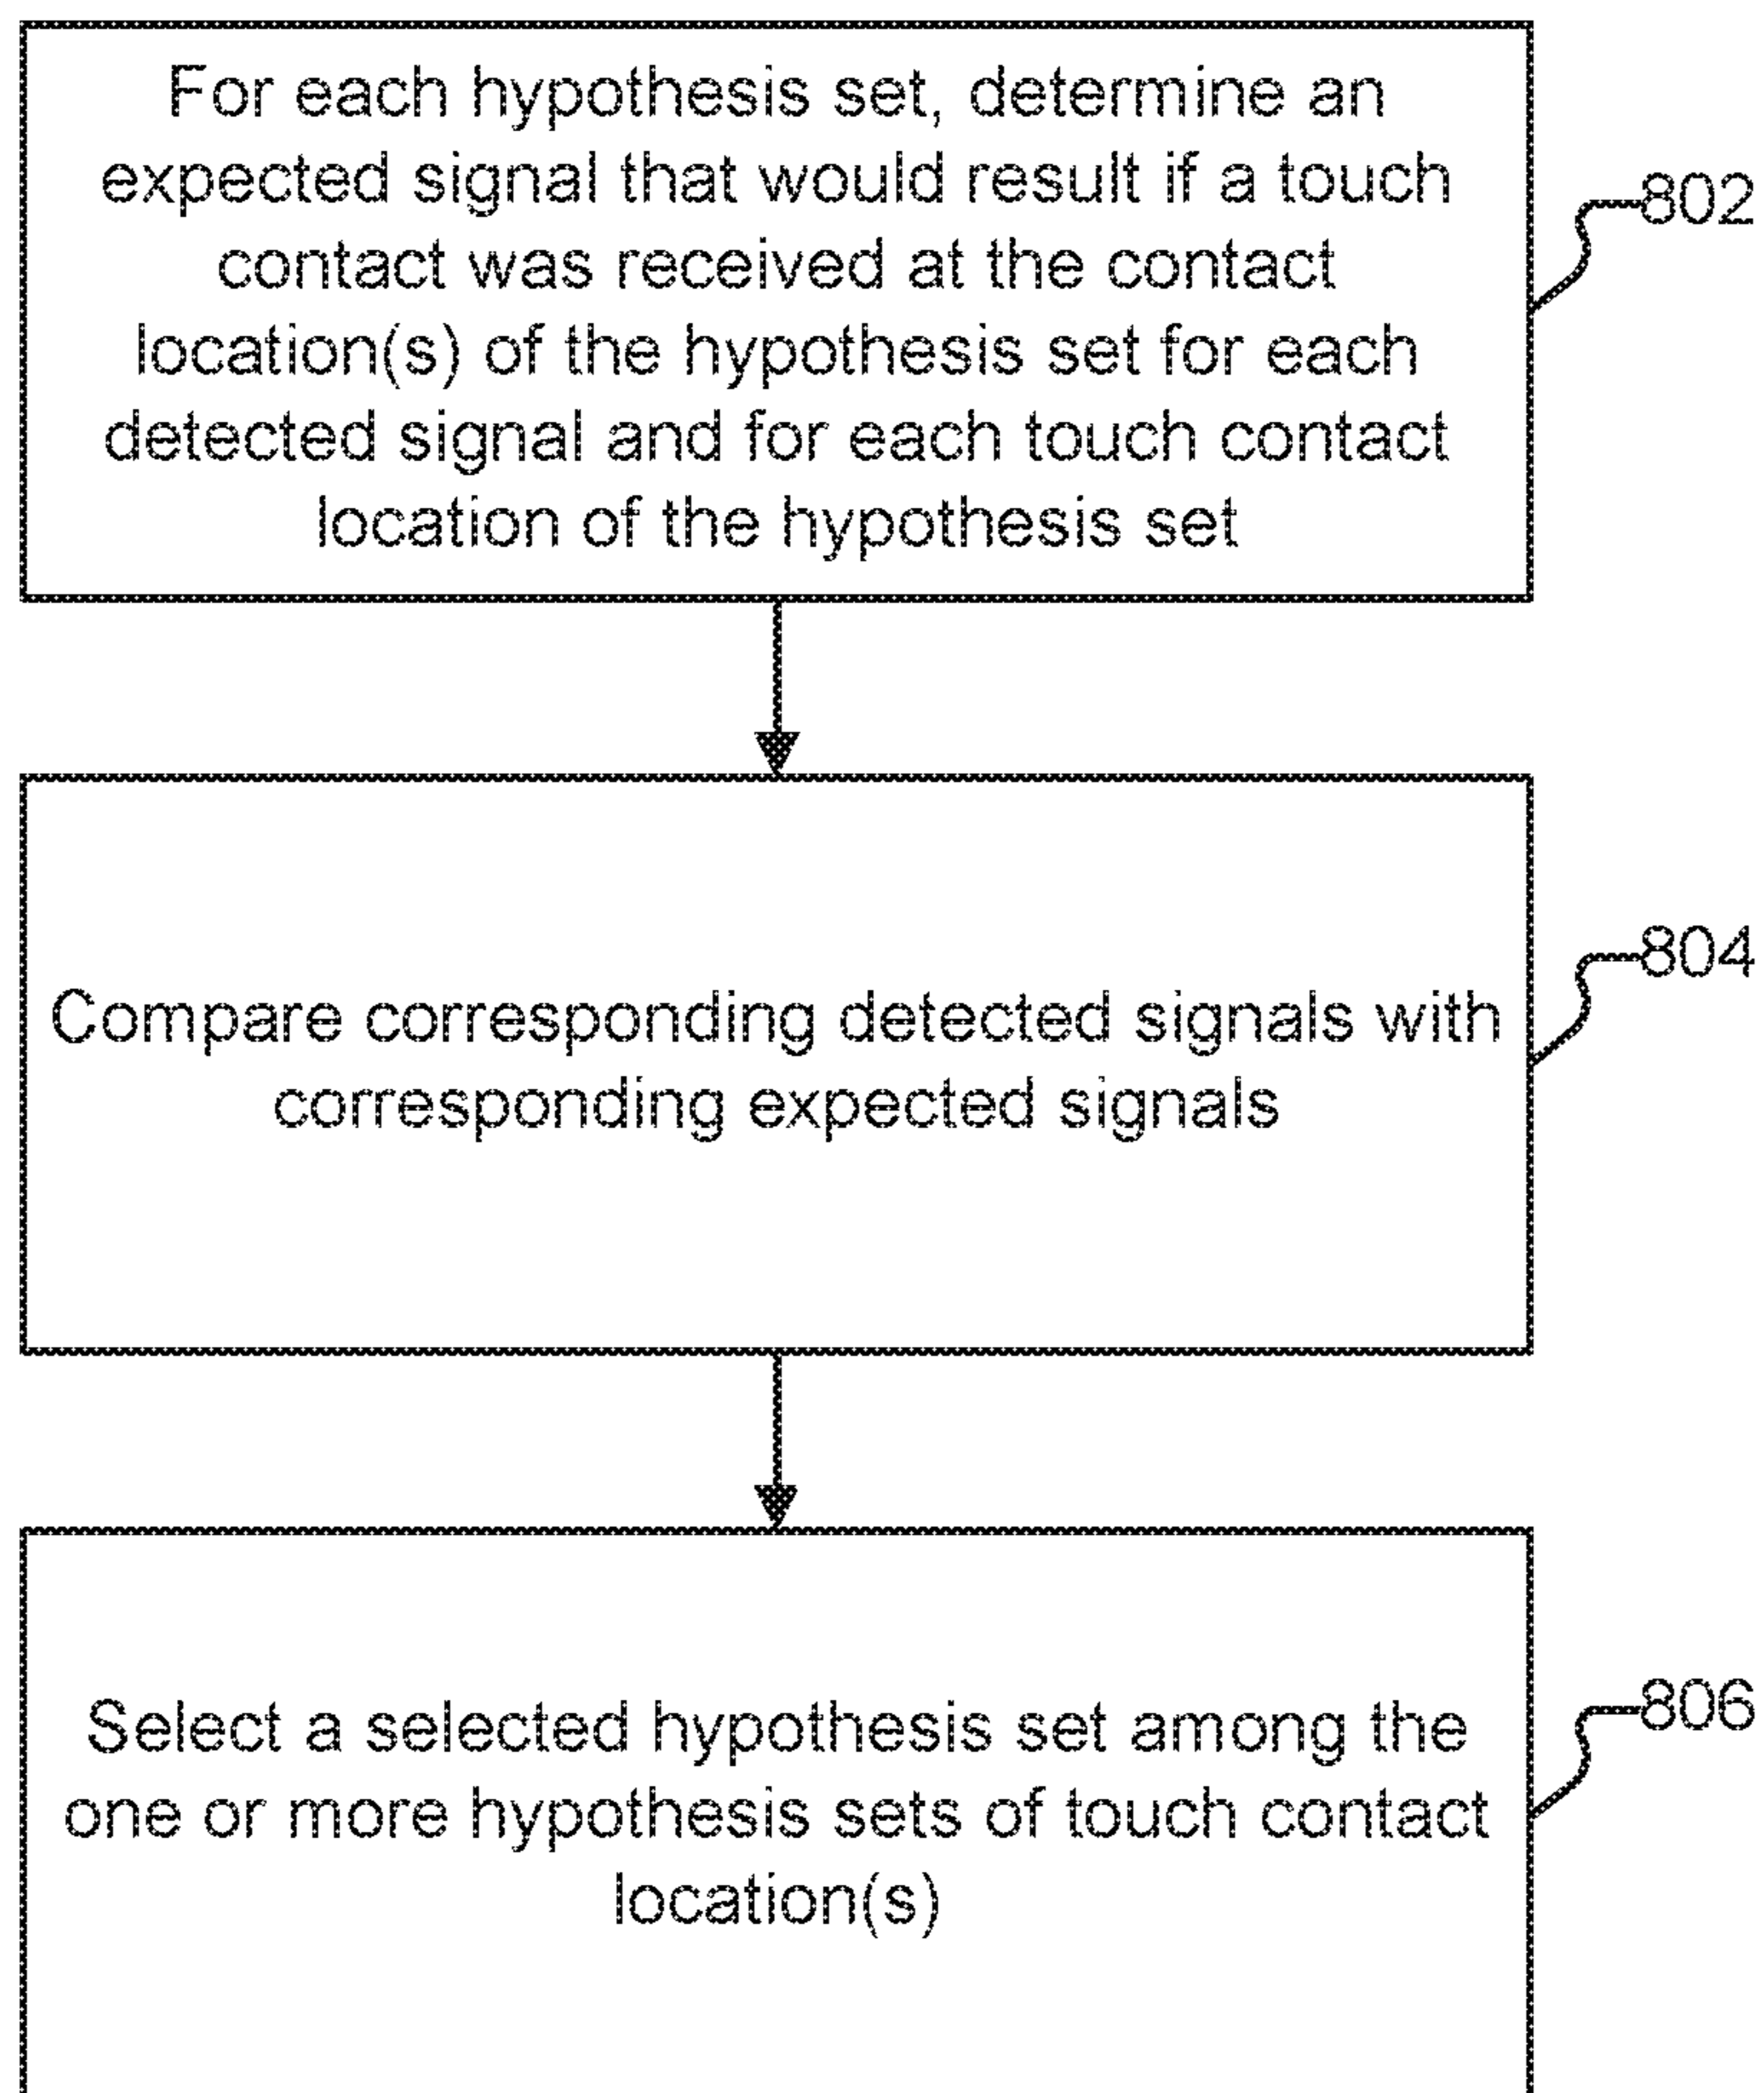 For each hypothesis set, determine an
expected signal that would result if a touch
contact was received at the contact
location(s) of the hypothesis set for each
detected signal and for each touch contact
location of the hypothesis set
802
Compare corresponding detected signals with
corresponding expected signals
804
Select a selected hypothesis set among the
one or more hypothesis sets of touch contact
location(s)
806